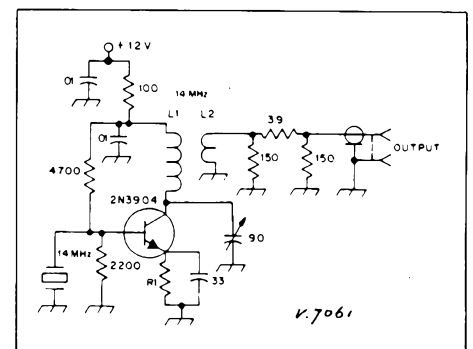 +12V
.01
100
14 MHz
L1 L2
39
.01
4700
150
150
OUTPUT
2N3904
90
14 MHz
2200
R1
33
V.7061